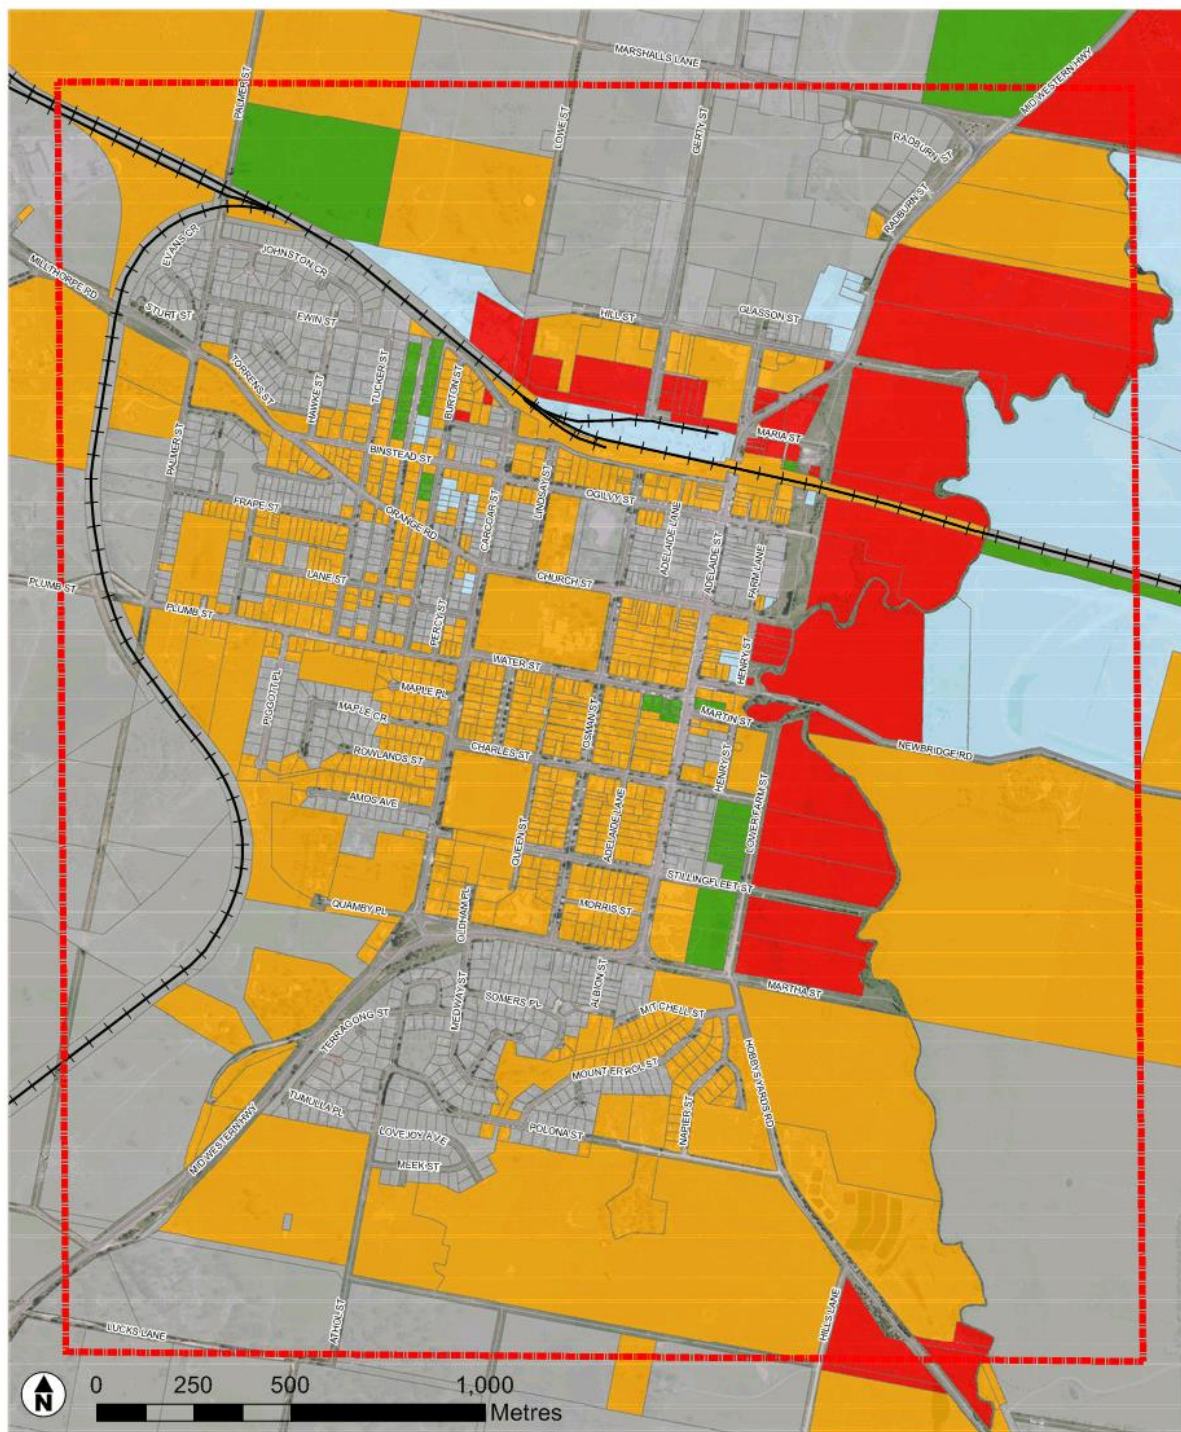 MARSHALLS LANE
MID WESTERN HWY
PALMER ST
LOWE ST
GERTY ST
RADBURN ST
RADBURN ST
EVANS CR
JOHNSTON CR
MILLTHORPE RD
STURT ST
EWIN ST
HILL ST
GLASSON ST
TORRENS ST
HAWKE ST
TUCKER ST
BURTON ST
MARIA ST
PALMER ST
BINSTEAD ST
LINDSAY ST
OGILVY ST
FRAPE ST
ORANGE RD
CARCOAR ST
ADELAIDE LANE
ADELAIDE ST
FARM LANE
LANE ST
CHURCH ST
PLUMB ST
PLUMB ST
PERCY ST
WATER ST
HENRY ST
PIGGOTT PL
MAPLE PL
MAPLE CR
OSMAN ST
MARTIN ST
ROWLANDS ST
CHARLES ST
HENRY ST
NEWBRIDGE RD
AMOS AVE
QUEEN ST
ADELAIDE LANE
LOWER FARM ST
STILLINGFLEET ST
QUAMBY PL
OLDHAM PL
MORRIS ST
MARTHA ST
TERRAGONG ST
MEDWAY ST
SOMERS PL
ALBION ST
MITCHELL ST
MOUNT ERROL ST
HOBBYS YARDS RD
TUMULLA PL
NAPIER ST
MID WESTERN HWY
LOVEJOY AVE
POLONA ST
MEEK ST
LUCKS LANE
ATHOL ST
HILLS LANE
N
0 250 500 1,000
Metres